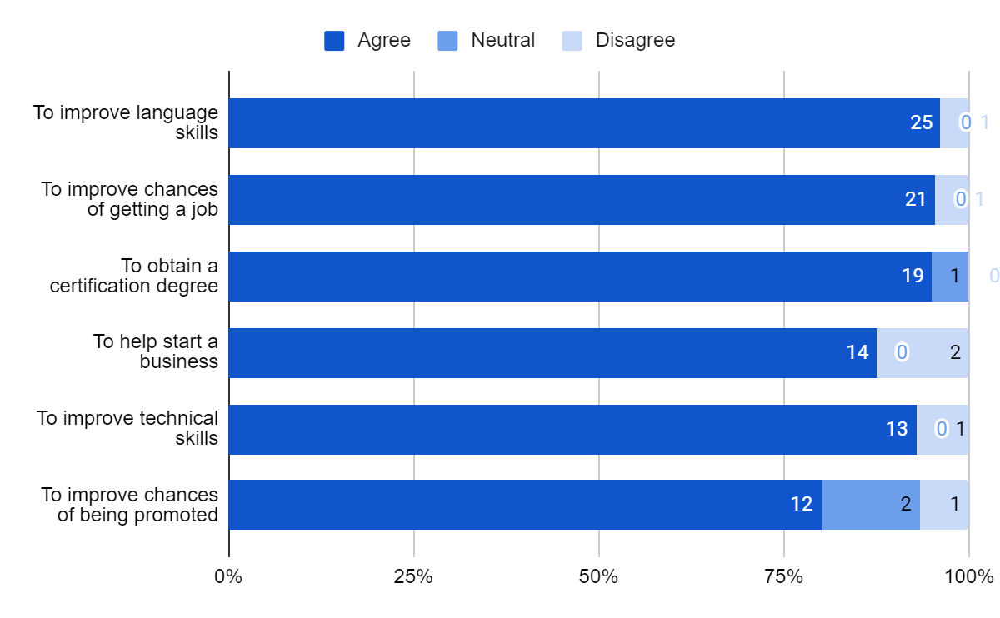 Agree Neutral Disagree
To improve language
skills
25 0 1
To improve chances
of getting a job
21 0 1
To obtain a
certification degree
19 1 0
To help start a
business
14 0 2
To improve technical
skills
13 0 1
To improve chances
of being promoted
12 2 1
0% 25% 50% 75% 100%